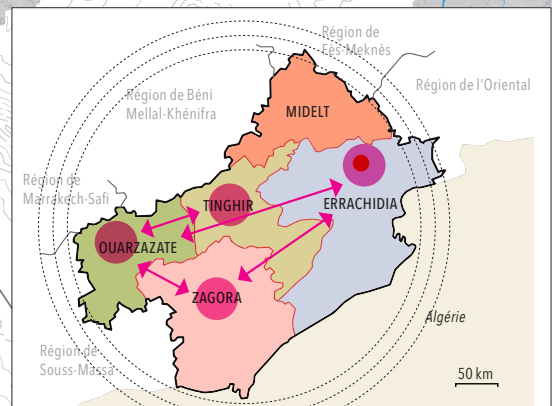 Région de
Fès-Meknès
Région de l'Oriental
Région de Béni
Mellal-Khénifra
MIDELT
Région de
Marrakech-Safi
TINGHIR
ERRACHIDIA
OUARZAZATE
ZAGORA
Algérie
Région de
Souss-Massa
50 km